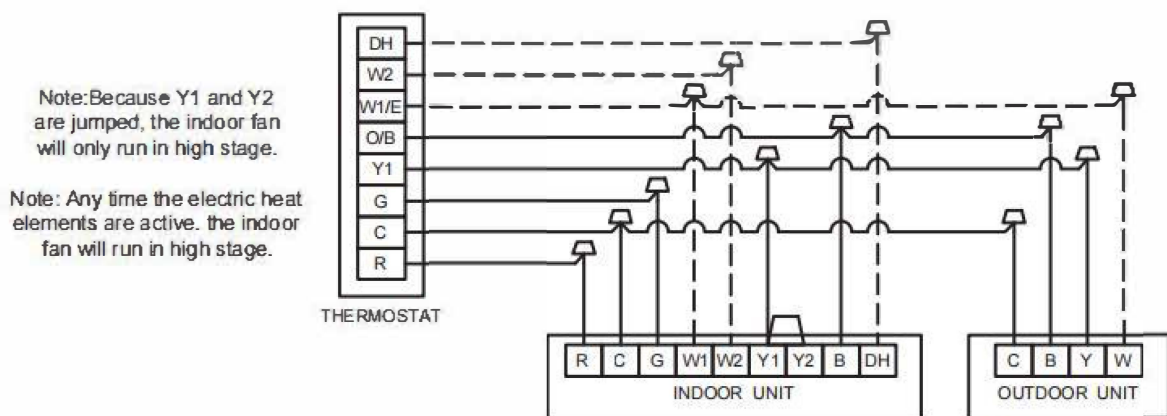 Note:Because Y1 and Y2
are jumped, the indoor fan
will only run in high stage.
Note: Any time the electric heat
elements are active. the indoor
fan will run in high stage.
DH
W2
W1/E
O/B
Y1
G
C
R
THERMOSTAT
R C G W1 W2 Y1 Y2 B DH
INDOOR UNIT
C B Y W
OUTDOOR UNIT